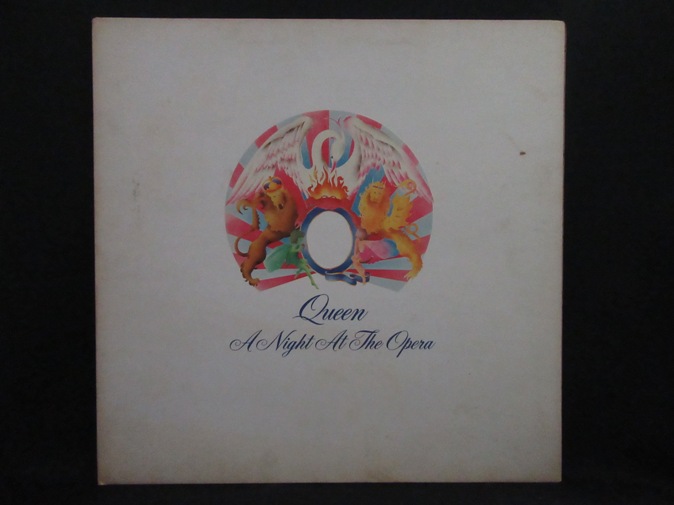 Queen
A Night At The Opera